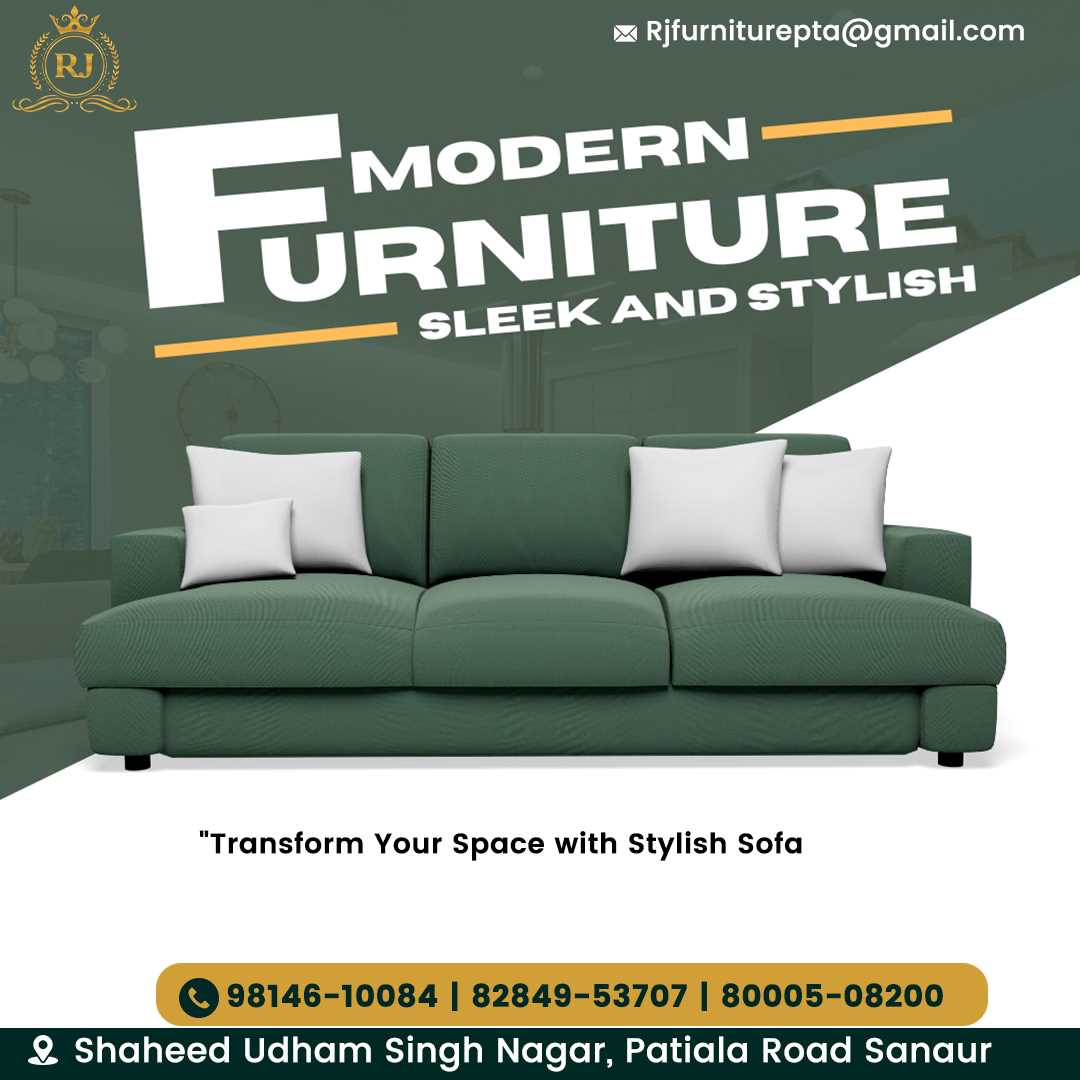 RJ
Rjfurniturepta@gmail.com
MODERN
FURNITURE
SLEEK AND STYLISH
"Transform Your Space with Stylish Sofa
98146-10084 | 82849-53707 | 80005-08200
Shaheed Udham Singh Nagar, Patiala Road Sanaur